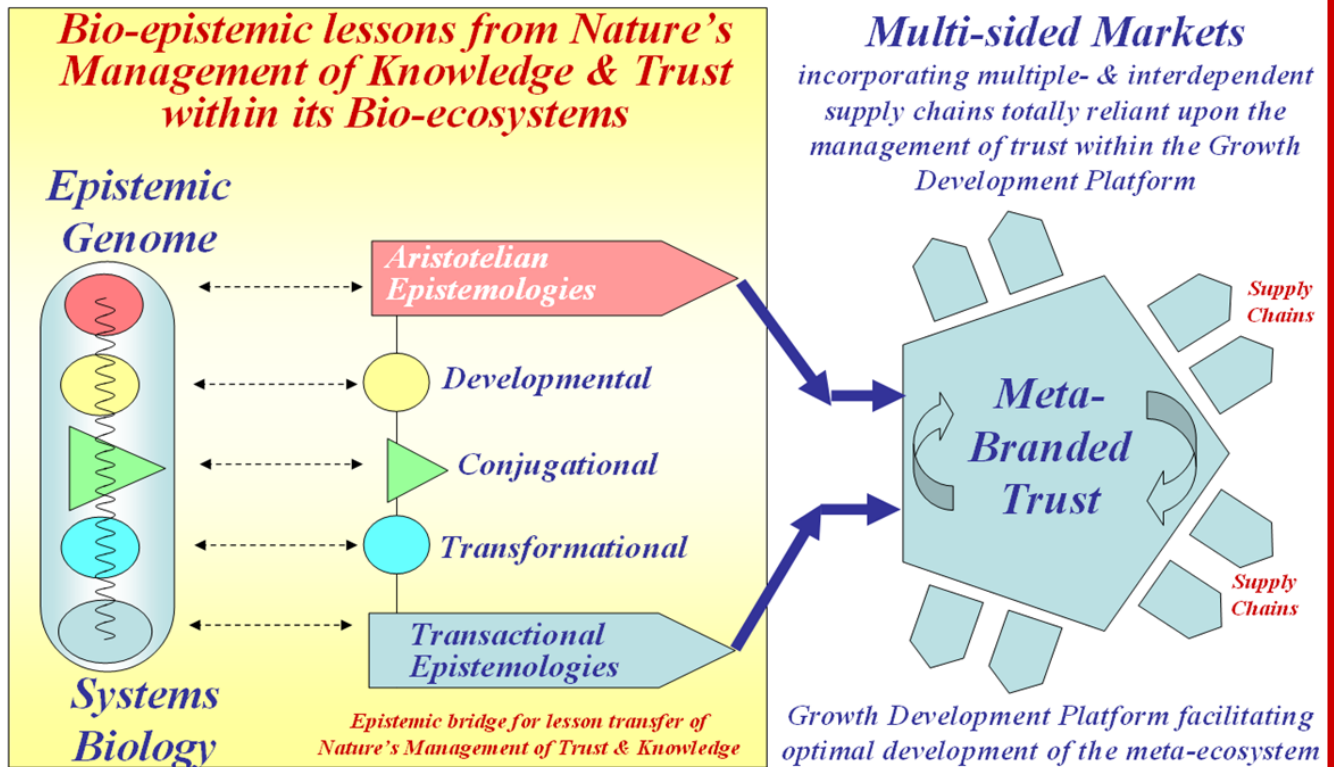 Bio-epistemic lessons from Nature's
Management of Knowledge & Trust
within its Bio-ecosystems
Epistemic
Genome
Aristotelian
Epistemologies
Developmental
Conjugational
Transformational
Transactional
Epistemologies
Systems
Biology
Epistemic bridge for lesson transfer of
Nature's Management of Trust & Knowledge
Multi-sided Markets
incorporating multiple- & interdependent
supply chains totally reliant upon the
management of trust within the Growth
Development Platform
Supply
Chains
Meta-
Branded
Trust
Supply
Chains
Growth Development Platform facilitating
optimal development of the meta-ecosystem